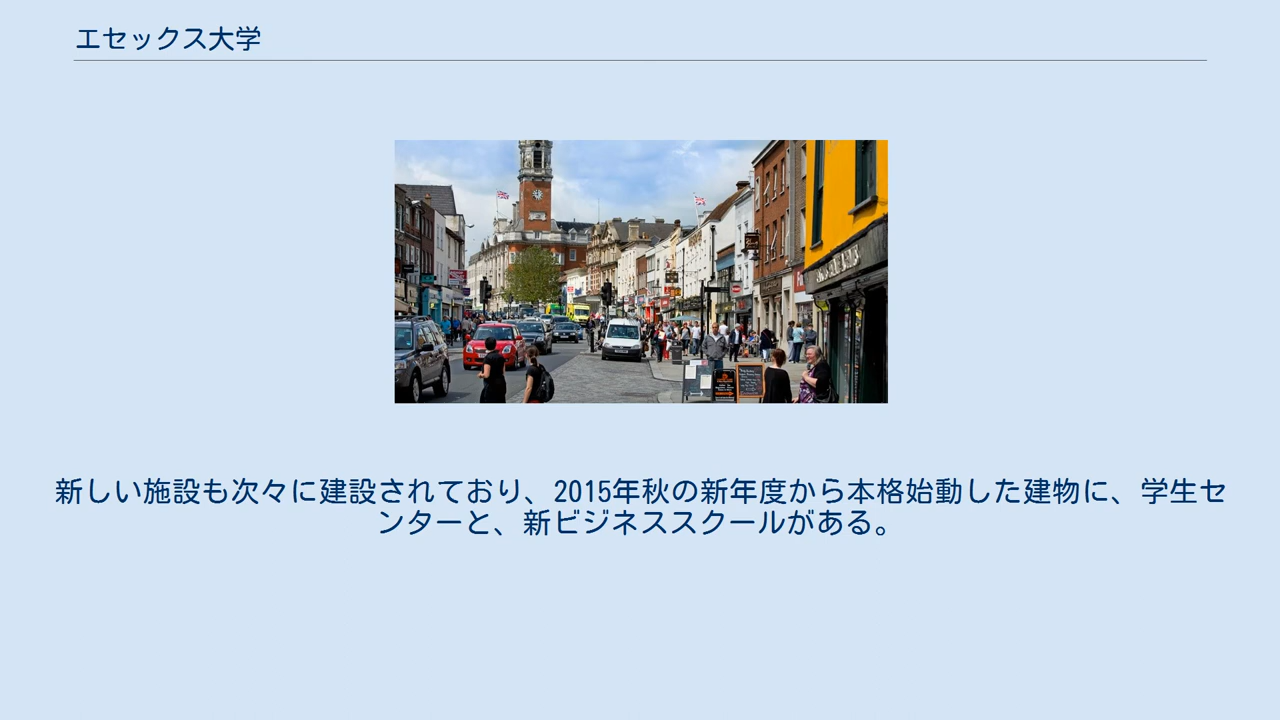 エセックス大学
新しい施設も次々に建設されており、2015年秋の新年度から本格始動した建物に、学生セ
ンターと、新ビジネススクールがある。